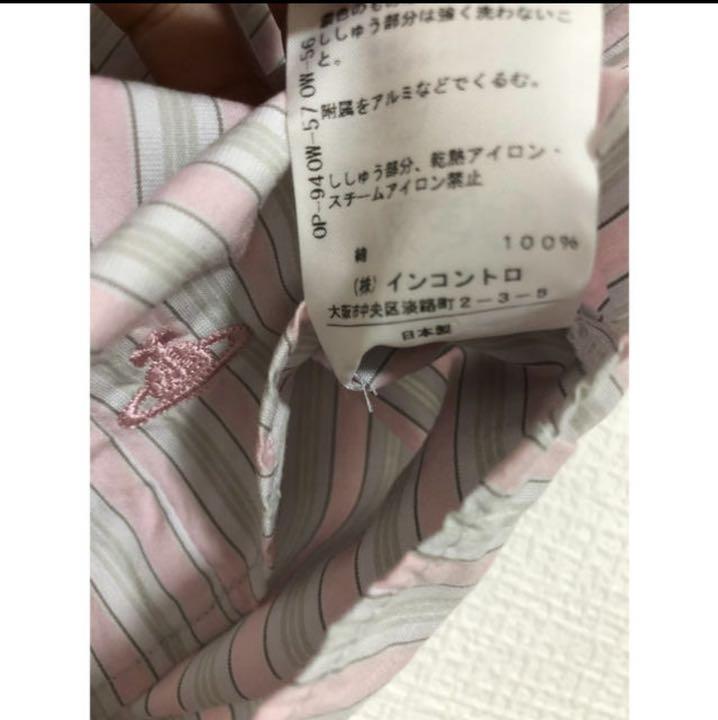 ししゅう部分は強く洗わないこ
と。
附属をアルミなどでくるむ。
ししゅう部分、乾熱アイロン・
スチームアイロン禁止
綿 100%
(株) インコントロ
大阪市中央区淡路町2-3-5
日本製
OP-940W-570W-56